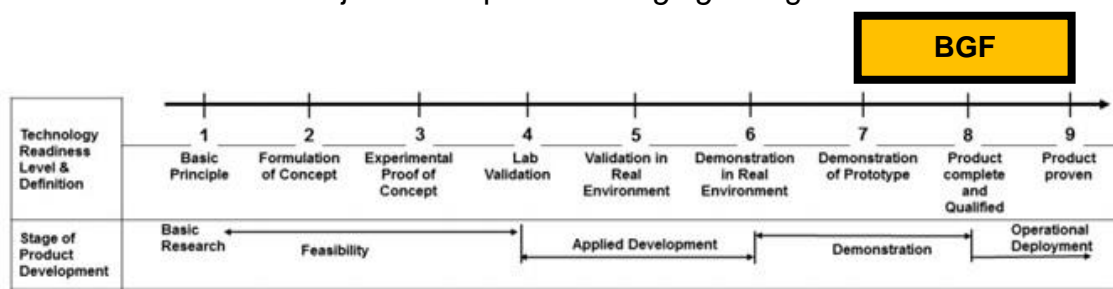 BGF
Technology
Readiness
Level &
Definition
1
Basic
Principle
2
Formulation
of Concept
3
Experimental
Proof of
Concept
4
Lab
Validation
5
Validation in
Real
Environment
6
Demonstration
in Real
Environment
7
Demonstration
of Prototype
8
Product
complete
and
Qualified
9
Product
proven
Stage of
Product
Development
Basic
Research
Feasibility
Applied Development
Demonstration
Operational
Deployment